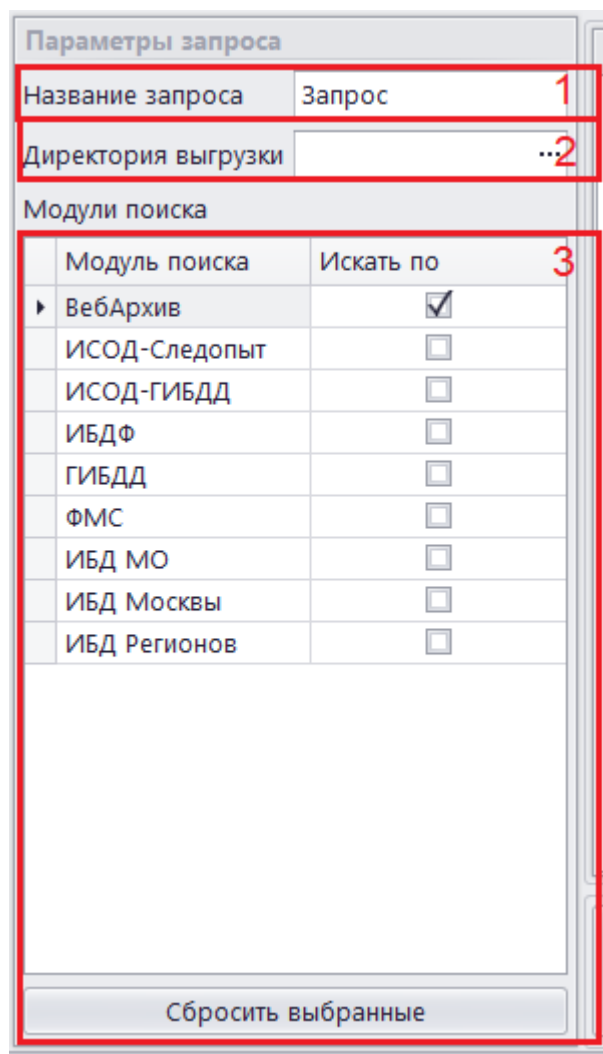 Параметры запроса
Название запроса Запрос 1
Директория выгрузки ... 2
Модули поиска
Модуль поиска Искать по 3
ВебАрхив
ИСОД-Следопыт
ИСОД-ГИБДД
ИБДФ
ГИБДД
ФМС
ИБД МО
ИБД Москвы
ИБД Регионов
Сбросить выбранные